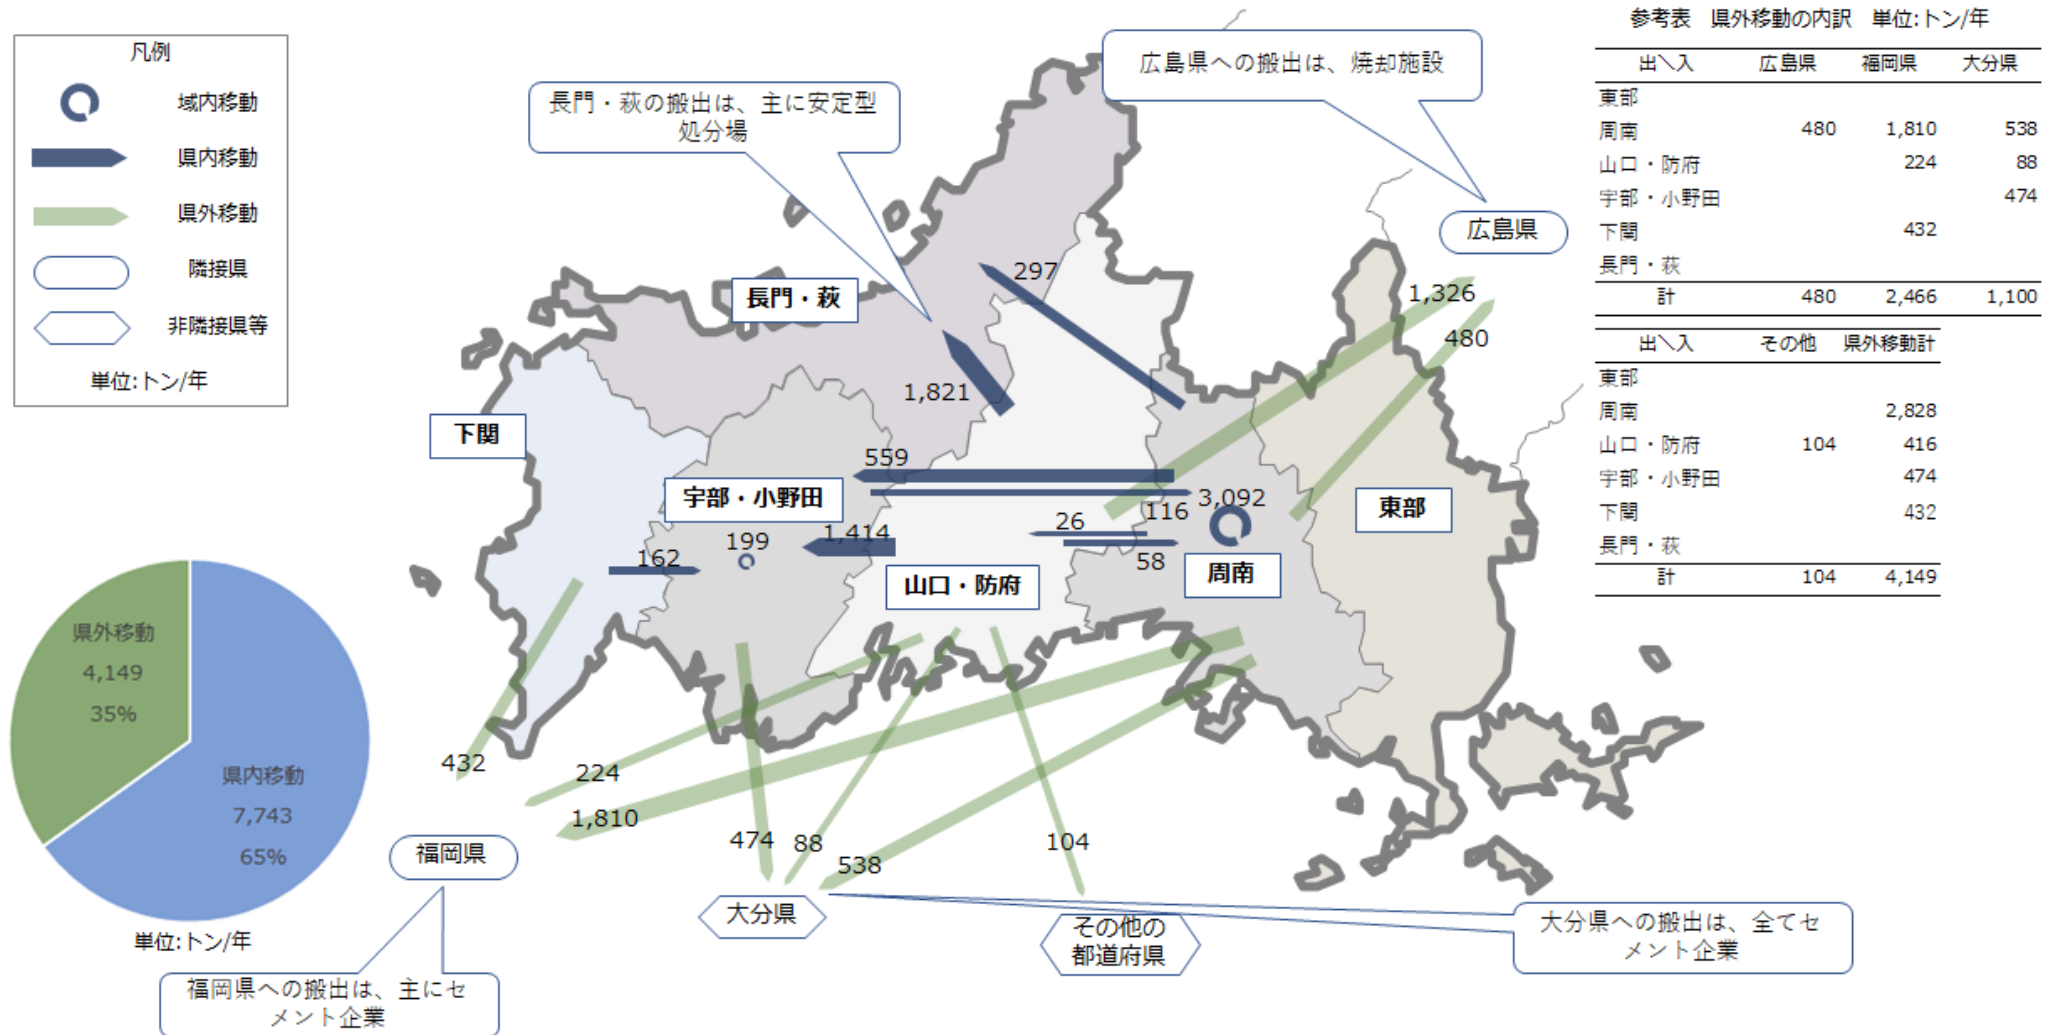 凡例
域内移動
県内移動
県外移動
隣接県
非隣接県等
単位:トン/年
長門・萩の搬出は、主に安定型
処分場
広島県への搬出は、焼却施設
広島県
参考表 県外移動の内訳 単位:トン/年
出＼入 広島県 福岡県 大分県
東部
周南 480 1,810 538
山口・防府 224 88
宇部・小野田 474
下関 432
長門・萩
計 480 2,466 1,100
出＼入 その他 県外移動計
東部
周南 2,828
山口・防府 104 416
宇部・小野田 474
下関 432
長門・萩
計 104 4,149
長門・萩
297
1,326
480
1,821
下関
559
宇部・小野田
3,092
116
東部
26
1,414
199
162
58
周南
山口・防府
432
224
1,810
474
88
538
104
県外移動
4,149
35%
県内移動
7,743
65%
単位:トン/年
福岡県
大分県
その他の
都道府県
福岡県への搬出は、主にセ
メント企業
大分県への搬出は、全てセ
メント企業